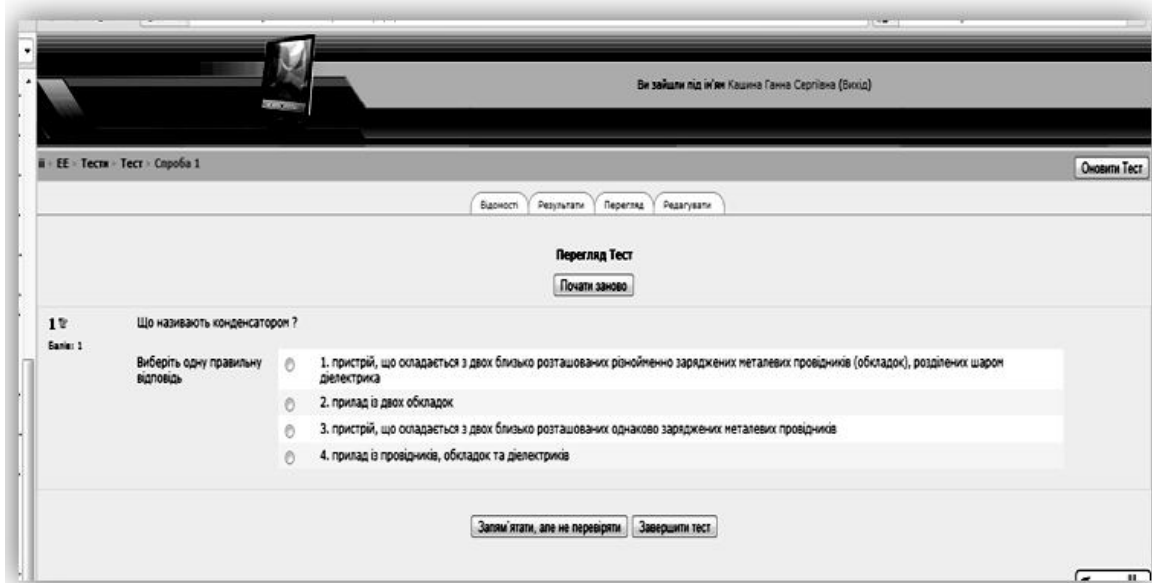 Ви зайшли під ім'ям Кашина Ганна Сергіївна (Вихід)
ії ЕЕ Тести Тест Спроба 1
Оновити Тест
Відомості Результати Перегляд Редагувати
Перегляд Тест
Почати заново
1
Що називають конденсатором ?
Балів: 1
Виберіть одну правильну
відповідь
1. пристрій, що складається з двох близько розташованих різнойменно заряджених металевих провідників (обкладок), розділених шаром
діелектрика
2. прилад із двох обкладок
3. пристрій, що складається з двох близько розташованих однаково заряджених металевих провідників
4. прилад із провідників, обкладок та діелектриків
Запам`ятати, але не перевіряти Завершити тест